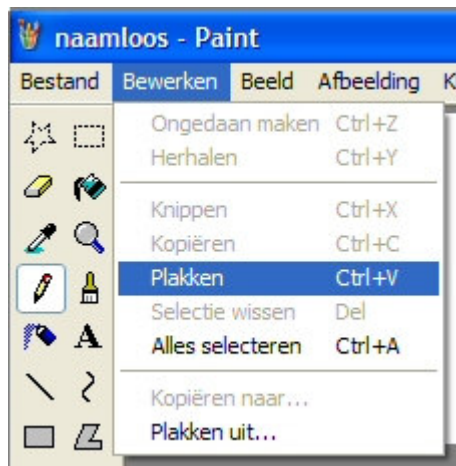 naamloos - Paint
Bestand Bewerken Beeld Afbeelding K
Ongedaan maken Ctrl+Z
Herhalen Ctrl+Y
Knippen Ctrl+X
Kopiëren Ctrl+C
Plakken Ctrl+V
Selectie wissen Del
Alles selecteren Ctrl+A
Kopiëren naar...
Plakken uit...
A